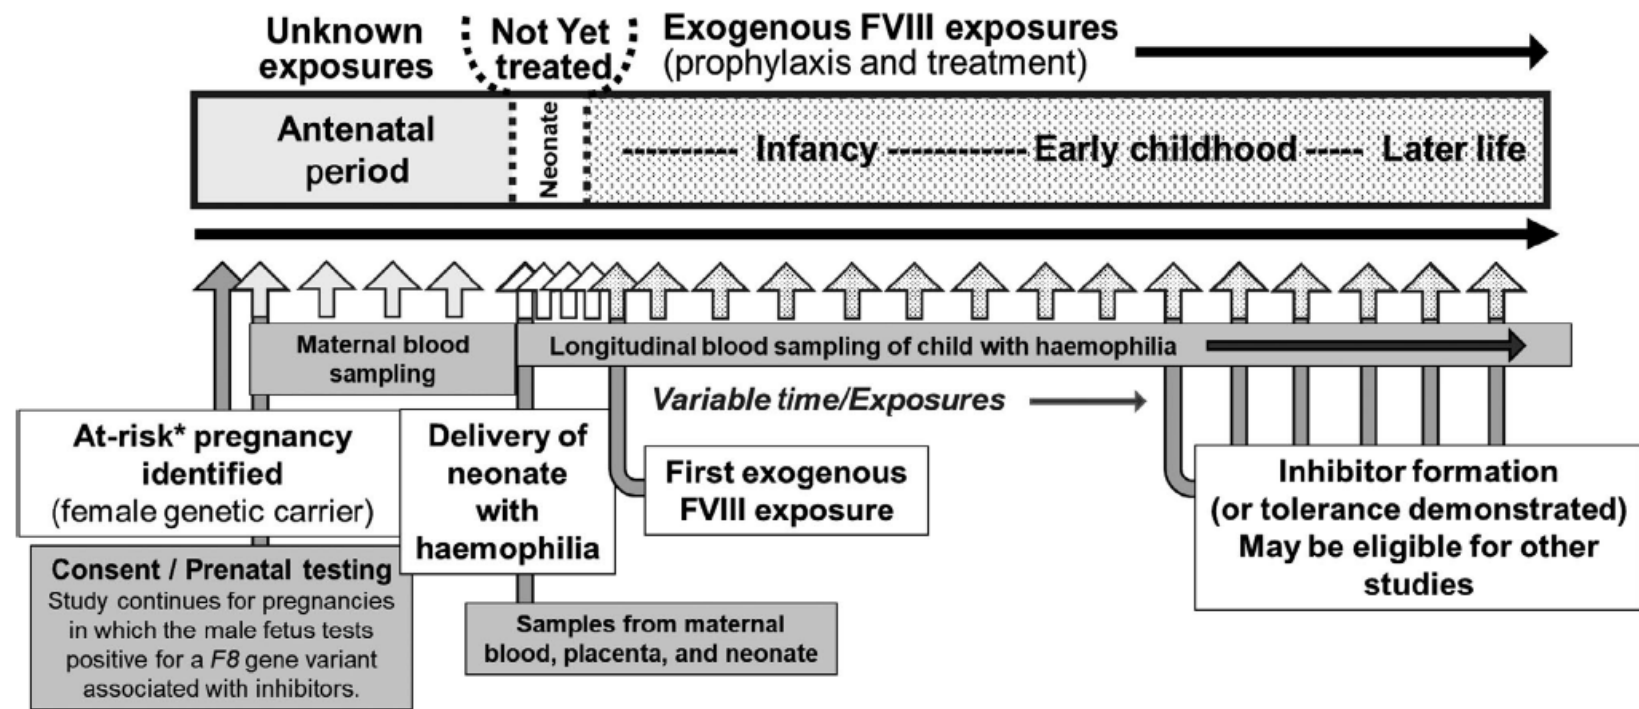 Unknown
exposures
Not Yet
treated
Exogenous FVIII exposures
(prophylaxis and treatment)
Antenatal
period
Neonate
---------- Infancy ------------ Early childhood ----- Later life
Maternal blood
sampling
Longitudinal blood sampling of child with haemophilia
Variable time/Exposures
At-risk* pregnancy
identified
(female genetic carrier)
Consent / Prenatal testing
Study continues for pregnancies
in which the male fetus tests
positive for a F8 gene variant
associated with inhibitors.
Delivery of
neonate
with
haemophilia
Samples from maternal
blood, placenta, and neonate
First exogenous
FVIII exposure
Inhibitor formation
(or tolerance demonstrated)
May be eligible for other
studies